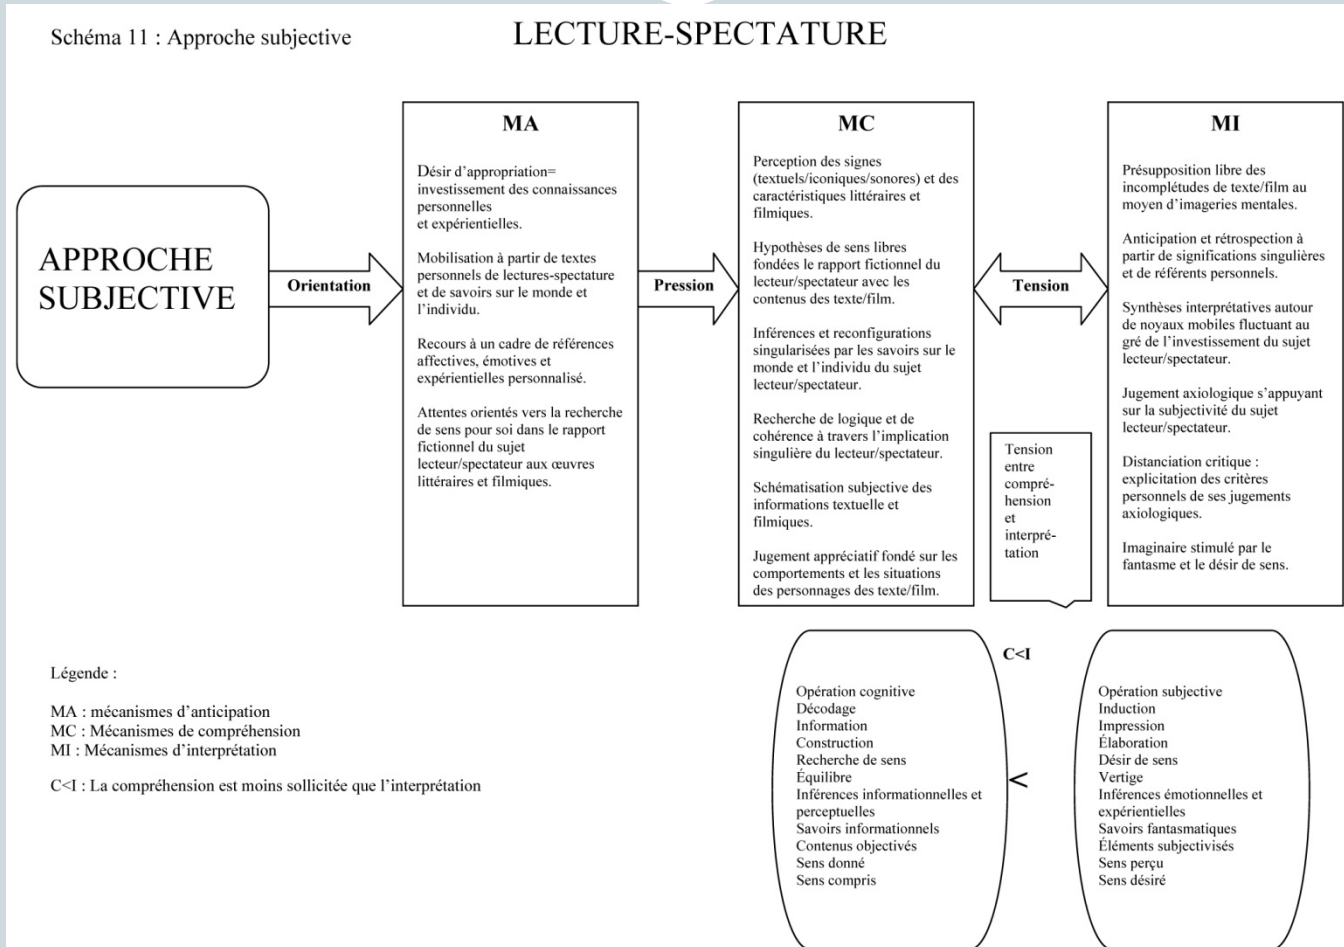 Schéma 11 : Approche subjective
LECTURE-SPECTATURE
APPROCHE
SUBJECTIVE
Orientation
MA
Désir d’appropriation=
investissement des connaissances
personnelles
et expérientielles.
Mobilisation à partir de textes
personnels de lectures-spectature
et de savoirs sur le monde et
l’individu.
Recours à un cadre de références
affectives, émotives et
expérientielles personnalisé.
Attentes orientés vers la recherche
de sens pour soi dans le rapport
fictionnel du sujet
lecteur/spectateur aux œuvres
littéraires et filmiques.
Pression
MC
Perception des signes
(textuels/iconiques/sonores) et des
caractéristiques littéraires et
filmiques.
Hypothèses de sens libres
fondées le rapport fictionnel du
lecteur/spectateur avec les
contenus des texte/film.
Inférences et reconfigurations
singularisées par les savoirs sur le
monde et l’individu du sujet
lecteur/spectateur.
Recherche de logique et de
cohérence à travers l’implication
singulière du lecteur/spectateur.
Schématisation subjective des
informations textuelle et
filmiques.
Jugement appréciatif fondé sur les
comportements et les situations
des personnages des texte/film.
Tension
Tension
entre
compré-
hension
et
interpré-
tation
MI
Présupposition libre des
incomplétudes de texte/film au
moyen d’imageries mentales.
Anticipation et rétrospection à
partir de significations singulières
et de référents personnels.
Synthèses interprétatives autour
de noyaux mobiles fluctuant au
gré de l’investissement du sujet
lecteur/spectateur.
Jugement axiologique s’appuyant
sur la subjectivité du sujet
lecteur/spectateur.
Distanciation critique :
explicitation des critères
personnels de ses jugements
axiologiques.
Imaginaire stimulé par le
fantasme et le désir de sens.
Légende :
MA : mécanismes d’anticipation
MC : Mécanismes de compréhension
MI : Mécanismes d’interprétation
C<I : La compréhension est moins sollicitée que l’interprétation
Opération cognitive
Décodage
Information
Construction
Recherche de sens
Équilibre
Inférences informationnelles et
perceptuelles
Savoirs informationnels
Contenus objectivés
Sens donné
Sens compris
C<I
<
Opération subjective
Induction
Impression
Élaboration
Désir de sens
Vertige
Inférences émotionnelles et
expérientielles
Savoirs fantasmatiques
Éléments subjectivisés
Sens perçu
Sens désiré